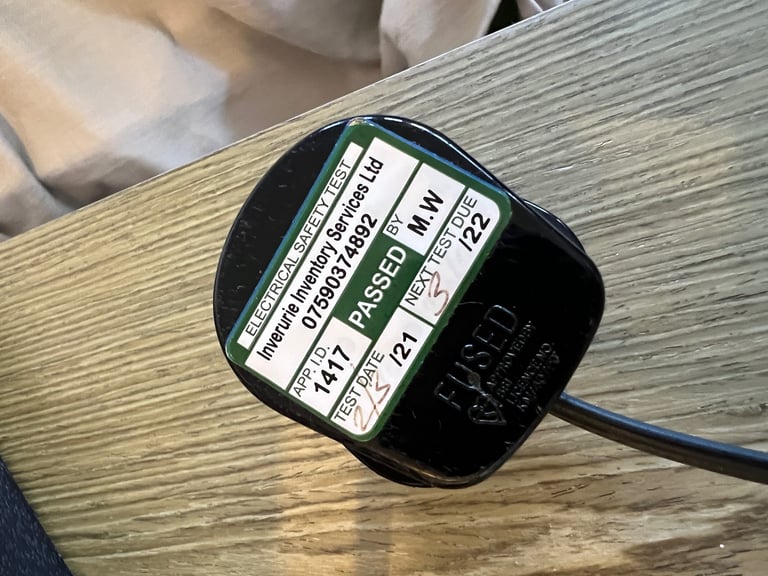 ELECTRICAL SAFETY TEST
Inverurie Inventory Services Ltd
07590374892
APP. I.D.
1417
PASSED
BY
M.W
TEST DATE
2/3 /21
NEXT TEST DUE
3 /22
FUSED